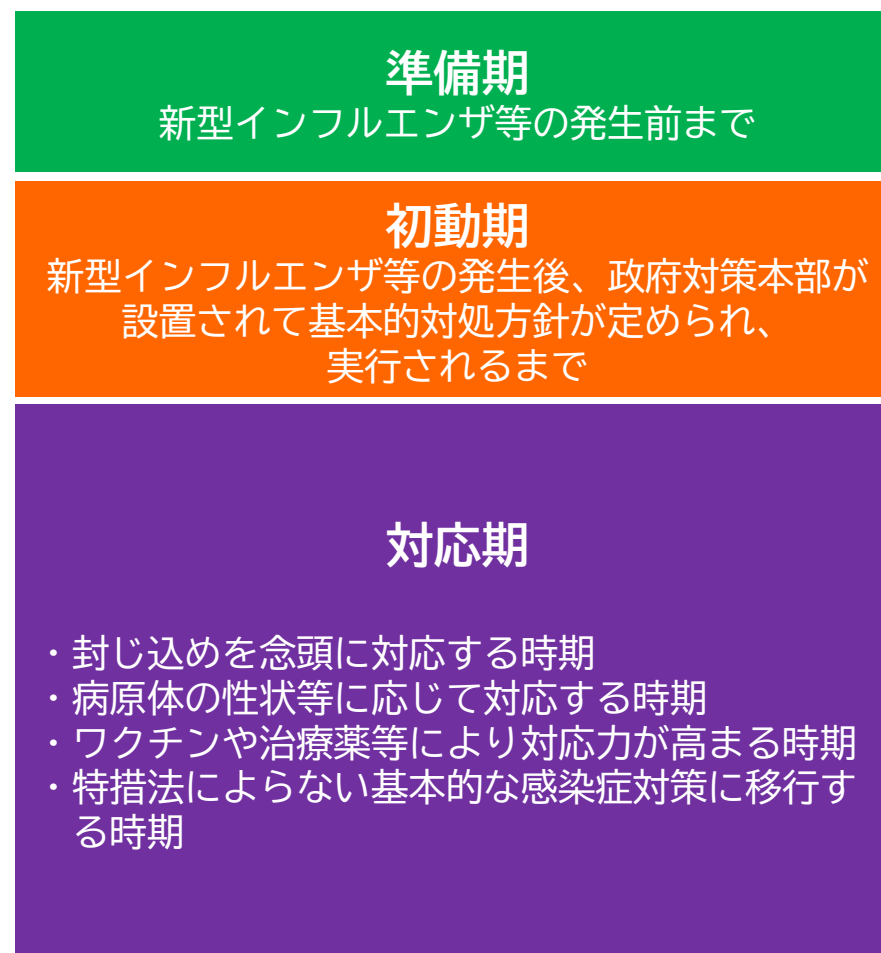 準備期
新型インフルエンザ等の発生前まで
初動期
新型インフルエンザ等の発生後、政府対策本部が
設置されて基本的対処方針が定められ、
実行されるまで
対応期
・封じ込めを念頭に対応する時期
・病原体の性状等に応じて対応する時期
・ワクチンや治療薬等により対応力が高まる時期
・特措法によらない基本的な感染症対策に移行す
る時期